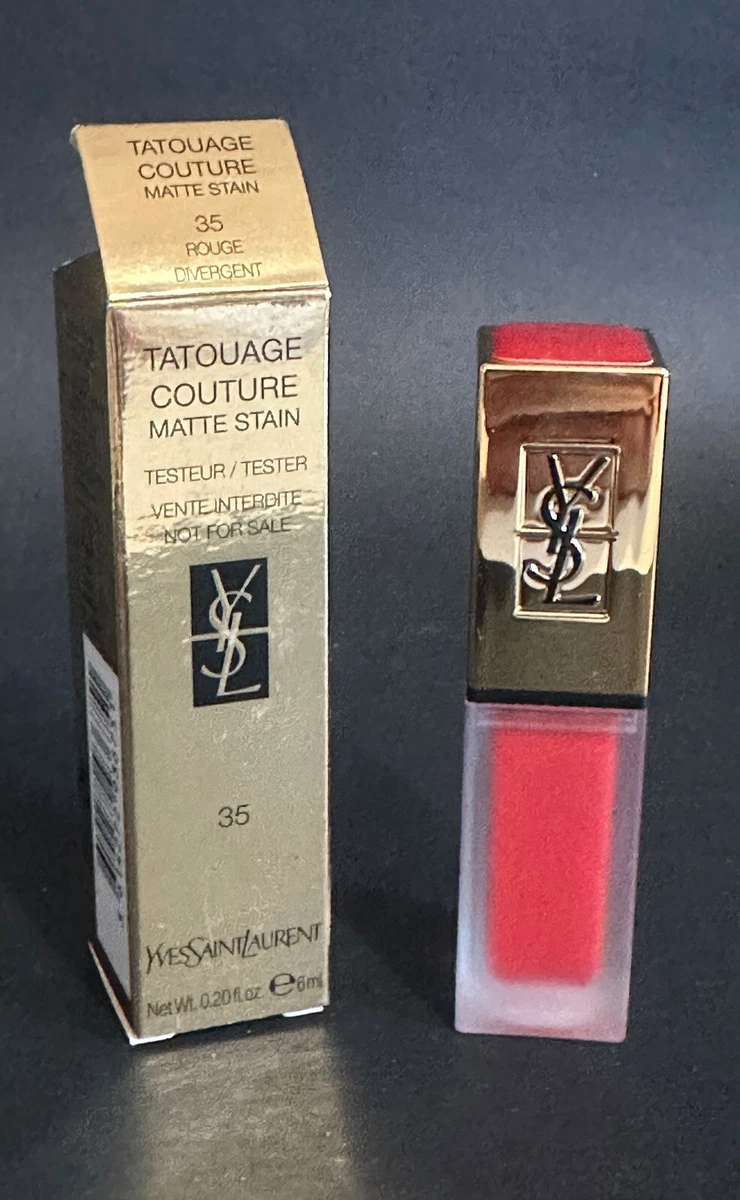 TATOUAGE
COUTURE
MATTE STAIN
35
ROUGE
DIVERGENT
TATOUAGE
COUTURE
MATTE STAIN
TESTEUR / TESTER
VENTE INTERDITE
NOT FOR SALE
YSL
35
YVESSAINTLAURENT
Net Wt. 0.20 fl. oz. e 6ml
YSL